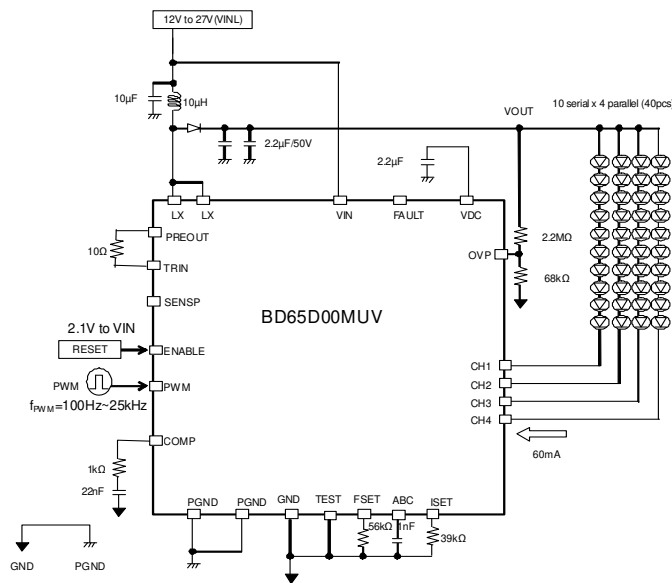 12V to 27V(VINL)
10µF
10µH
VOUT
10 serial x 4 parallel (40pcs)
2.2µF/50V
2.2µF
LX
LX
VIN
FAULT
VDC
PREOUT
10Ω
TRIN
OVP
2.2MΩ
68kΩ
SENSP
BD65D00MUV
2.1V to VIN
RESET
ENABLE
PWM
PWM
fPWM=100Hz~25kHz
CH1
CH2
CH3
CH4
60mA
COMP
1kΩ
22nF
PGND
PGND
GND
TEST
FSET
ABC
ISET
56kΩ
1nF
39kΩ
GND
PGND